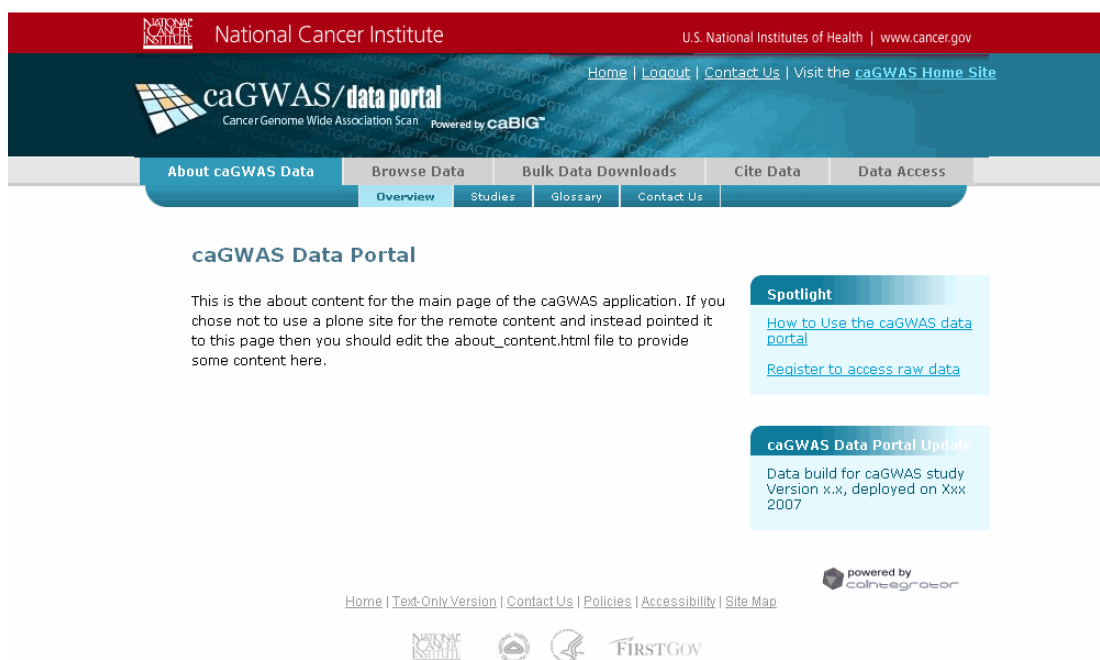 NATIONAL CANCER INSTITUTE
National Cancer Institute
U.S. National Institutes of Health | www.cancer.gov
Home | Logout | Contact Us | Visit the caGWAS Home Site
caGWAS/data portal
Cancer Genome Wide Association Scan Powered by caBIG™
About caGWAS Data Browse Data Bulk Data Downloads Cite Data Data Access
Overview Studies Glossary Contact Us
caGWAS Data Portal
This is the about content for the main page of the caGWAS application. If you
chose not to use a plone site for the remote content and instead pointed it
to this page then you should edit the about_content.html file to provide
some content here.
Spotlight
How to Use the caGWAS data
portal
Register to access raw data
caGWAS Data Portal Update
Data build for caGWAS study
Version x.x, deployed on Xxx
2007
powered by
caIntegrator
Home | Text-Only Version | Contact Us | Policies | Accessibility | Site Map
NATIONAL CANCER INSTITUTE
FIRSTGOV